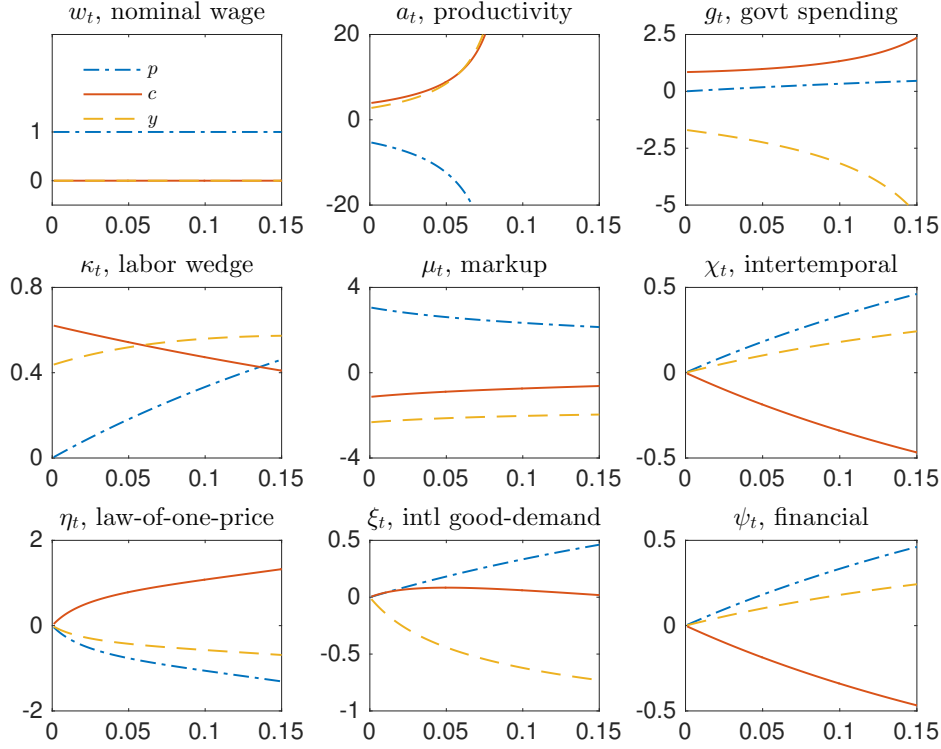 w_t, nominal wage
1
0
0 0.05 0.1 0.15
p
c
y
a_t, productivity
20
0
-20
0 0.05 0.1 0.15
g_t, govt spending
2.5
0
-2.5
-5
0 0.05 0.1 0.15
κ_t, labor wedge
0.8
0.4
0
0 0.05 0.1 0.15
μ_t, markup
4
0
-4
0 0.05 0.1 0.15
χ_t, intertemporal
0.5
0
-0.5
0 0.05 0.1 0.15
η_t, law-of-one-price
2
0
-2
0 0.05 0.1 0.15
ξ_t, intl good-demand
0.5
0
-0.5
-1
0 0.05 0.1 0.15
ψ_t, financial
0.5
0
-0.5
0 0.05 0.1 0.15